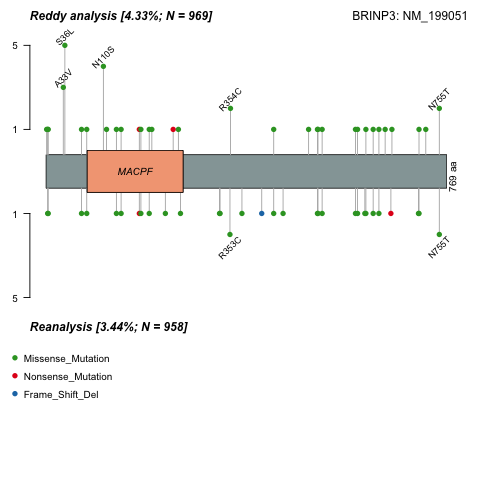 Reddy analysis [4.33%; N = 969]
BRINP3: NM_199051
5
S36L
N110S
A33V
R354C
N755T
1
MACPF
769 aa
1
R353C
N755T
5
Reanalysis [3.44%; N = 958]
Missense_Mutation
Nonsense_Mutation
Frame_Shift_Del